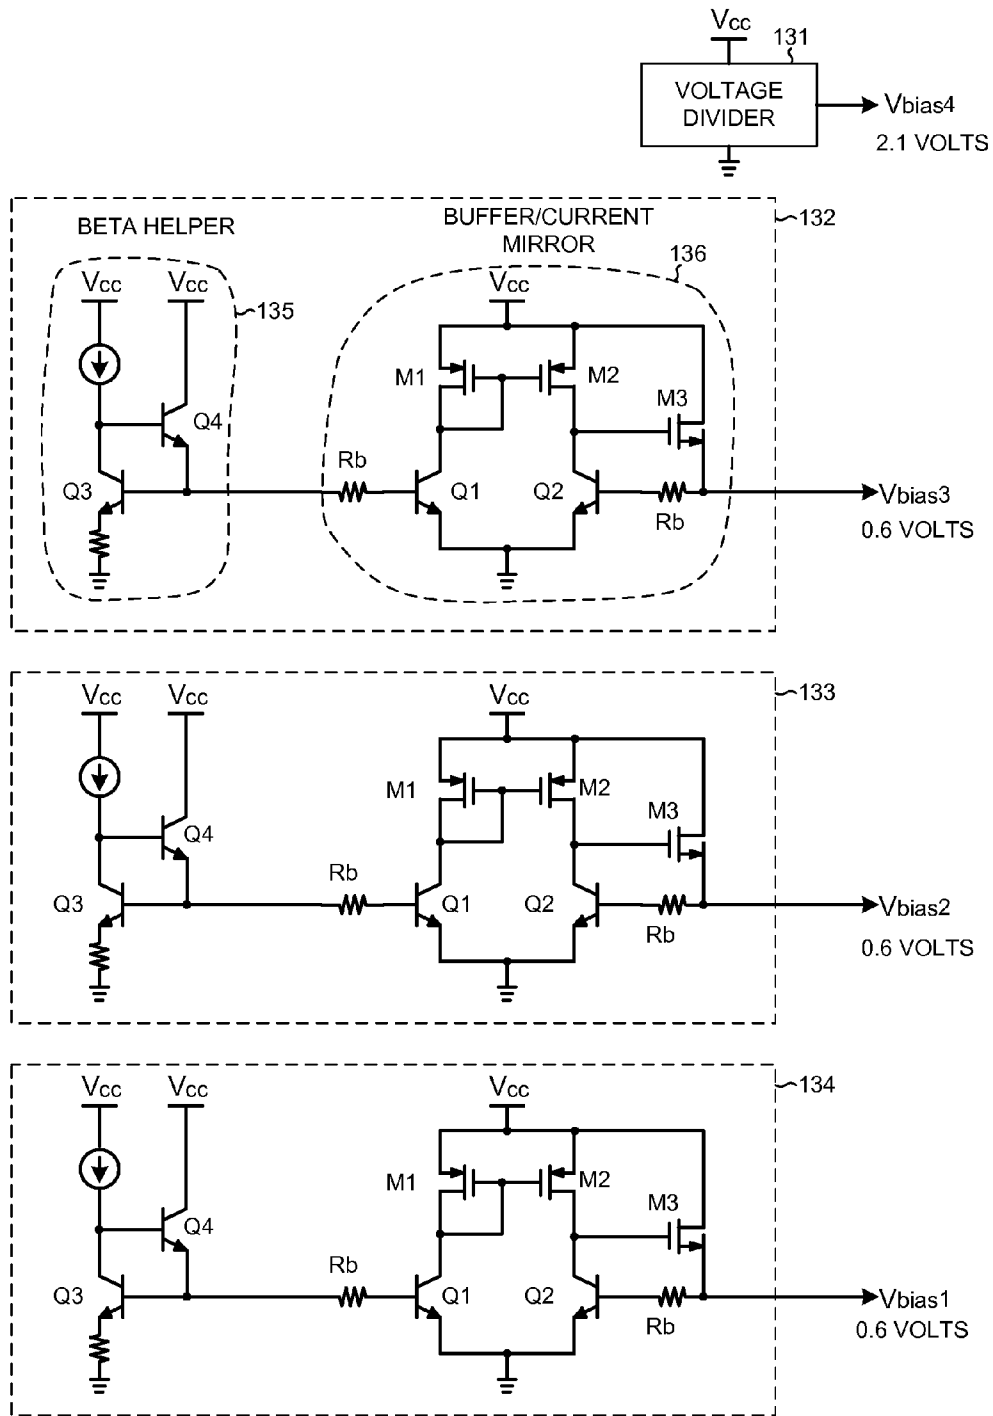 Vcc
131
VOLTAGE
DIVIDER
Vbias4
2.1 VOLTS
132
BETA HELPER
BUFFER/CURRENT
MIRROR
136
Vcc
Vcc
Vcc
135
M1
M2
M3
Q4
Rb
Q3
Q1
Q2
Rb
Vbias3
0.6 VOLTS
133
Vcc
Vcc
Vcc
M1
M2
M3
Q4
Rb
Q3
Q1
Q2
Rb
Vbias2
0.6 VOLTS
134
Vcc
Vcc
Vcc
M1
M2
M3
Q4
Rb
Q3
Q1
Q2
Rb
Vbias1
0.6 VOLTS